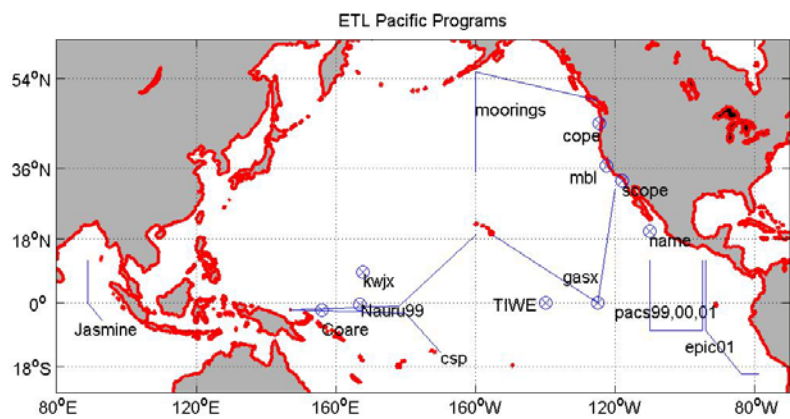 ETL Pacific Programs
54°N
moorings
cope
36°N
mbl
scope
18°N
name
kwjx
gasx
0°
Nauru99
TIWE
pacs99,00,01
Jasmine
Coare
epic01
csp
18°S
80°E
120°E
160°E
160°W
120°W
80°W